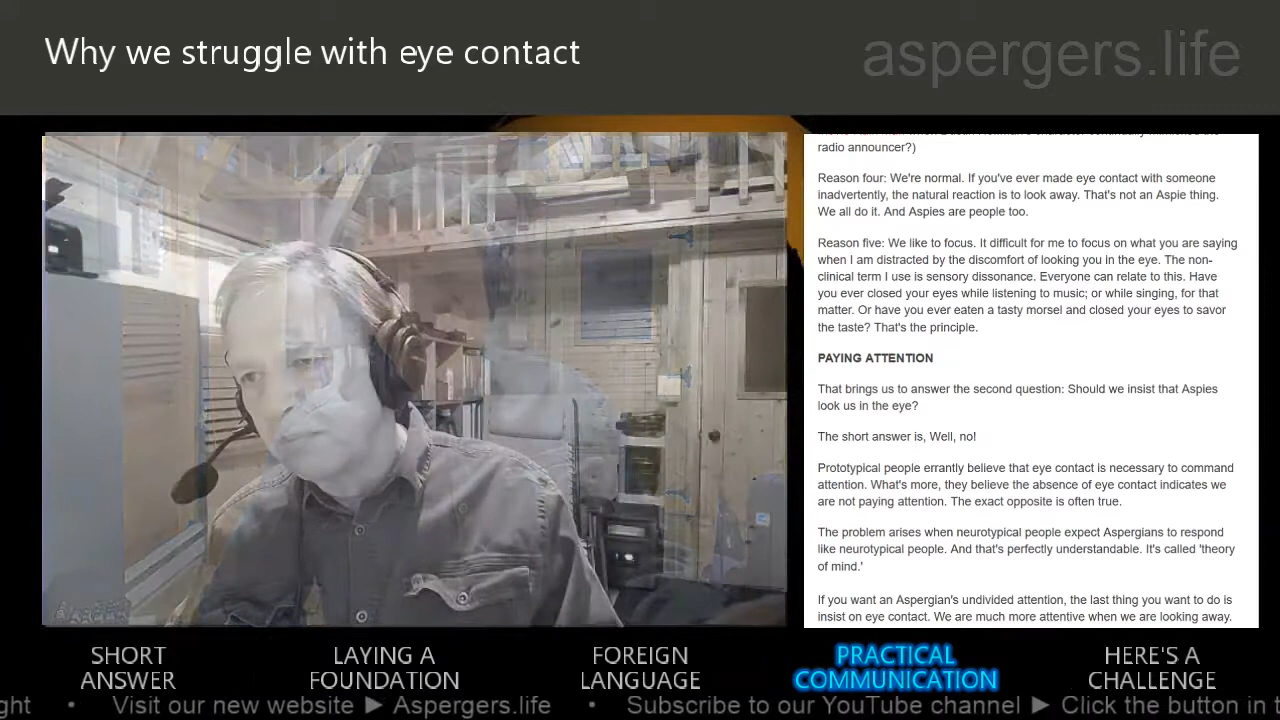 Why we struggle with eye contact
aspergers.life
radio announcer?)
Reason four: We're normal. If you've ever made eye contact with someone
inadvertently, the natural reaction is to look away. That's not an Aspie thing.
We all do it. And Aspies are people too.
Reason five: We like to focus. It difficult for me to focus on what you are saying
when I am distracted by the discomfort of looking you in the eye. The non-
clinical term I use is sensory dissonance. Everyone can relate to this. Have
you ever closed your eyes while listening to music; or while singing, for that
matter. Or have you ever eaten a tasty morsel and closed your eyes to savor
the taste? That's the principle.
PAYING ATTENTION
That brings us to answer the second question: Should we insist that Aspies
look us in the eye?
The short answer is, Well, no!
Prototypical people errantly believe that eye contact is necessary to command
attention. What's more, they believe the absence of eye contact indicates we
are not paying attention. The exact opposite is often true.
The problem arises when neurotypical people expect Aspergians to respond
like neurotypical people. And that's perfectly understandable. It's called 'theory
of mind.'
If you want an Aspergian's undivided attention, the last thing you want to do is
insist on eye contact. We are much more attentive when we are looking away.
SHORT
ANSWER
LAYING A
FOUNDATION
FOREIGN
LANGUAGE
PRACTICAL
COMMUNICATION
HERE'S A
CHALLENGE
ght • Visit our new website ► Aspergers.life • Subscribe to our YouTube channel ► Click the button in t